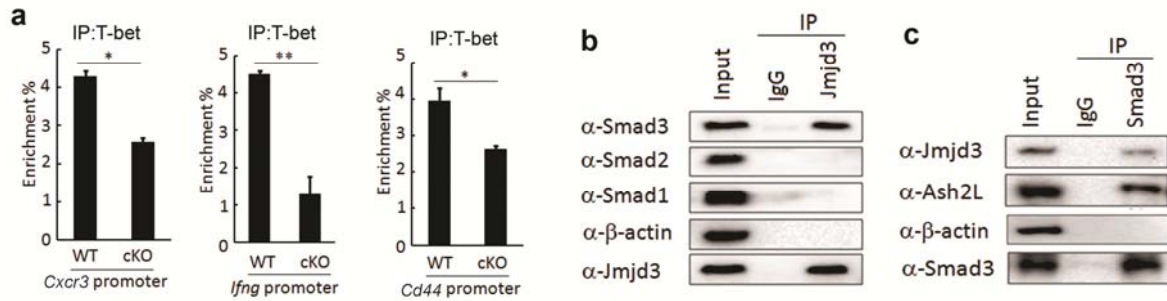 a
IP:T-bet
*
Enrichment %
5
4
3
2
1
0
WT cKO
Cxcr3 promoter
IP:T-bet
**
Enrichment %
5
4
3
2
1
0
WT cKO
Ifng promoter
IP:T-bet
*
Enrichment %
5
4
2
2
1
0
WT cKO
Cd44 promoter
b
IP
Input
IgG
Jmjd3
α-Smad3
α-Smad2
α-Smad1
α-β-actin
α-Jmjd3
c
IP
Input
IgG
Smad3
α-Jmjd3
α-Ash2L
α-β-actin
α-Smad3